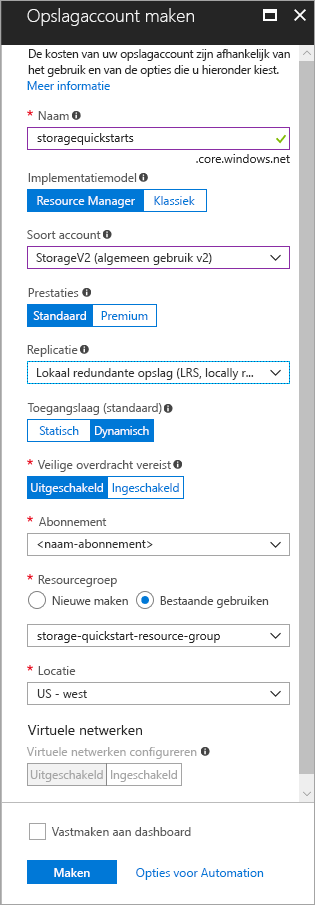 Opslagaccount maken
De kosten van uw opslagaccount zijn afhankelijk van
het gebruik en van de opties die u hieronder kiest.
Meer informatie
* Naam
storagequickstarts
.core.windows.net
Implementatiemodel
Resource Manager Klassiek
Soort account
StorageV2 (algemeen gebruik v2)
Prestaties
Standaard Premium
Replicatie
Lokaal redundante opslag (LRS, locally r...
Toegangslaag (standaard)
Statisch Dynamisch
* Veilige overdracht vereist
Uitgeschakeld Ingeschakeld
* Abonnement
<naam-abonnement>
* Resourcegroep
Nieuwe maken Bestaande gebruiken
storage-quickstart-resource-group
* Locatie
US - west
Virtuele netwerken
Virtuele netwerken configureren
Uitgeschakeld Ingeschakeld
Vastmaken aan dashboard
Maken Opties voor Automation